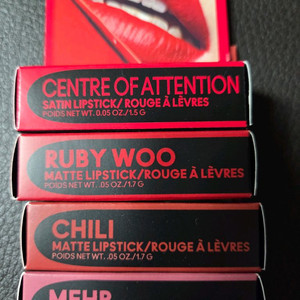 CENTRE OF ATTENTION
SATIN LIPSTICK/ROUGE À LÈVRES
POIDS NET WT. 0.05 OZ./1.5 G
RUBY WOO
MATTE LIPSTICK/ROUGE À LÈVRES
POIDS NET WT. .05 OZ./1.7 G
CHILI
MATTE LIPSTICK/ROUGE À LÈVRES
POIDS NET WT. .05 OZ./1.7 G
MEHR